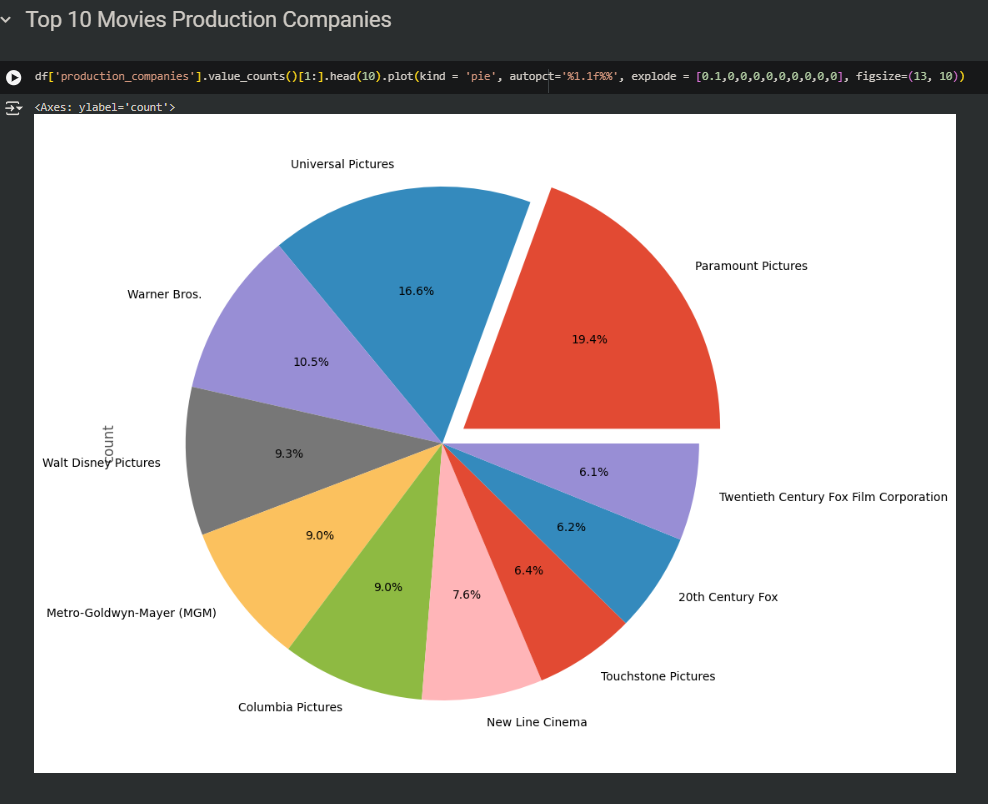 Top 10 Movies Production Companies
df['production_companies'].value_counts()[1:].head(10).plot(kind = 'pie', autopct='%1.1f%%', explode = [0.1,0,0,0,0,0,0,0,0,0], figsize=(13, 10))
<Axes: ylabel='count'>
Universal Pictures
Paramount Pictures
16.6%
Warner Bros.
19.4%
10.5%
count
9.3%
Walt Disney Pictures
6.1%
Twentieth Century Fox Film Corporation
6.2%
9.0%
6.4%
9.0%
7.6%
20th Century Fox
Metro-Goldwyn-Mayer (MGM)
Touchstone Pictures
Columbia Pictures
New Line Cinema